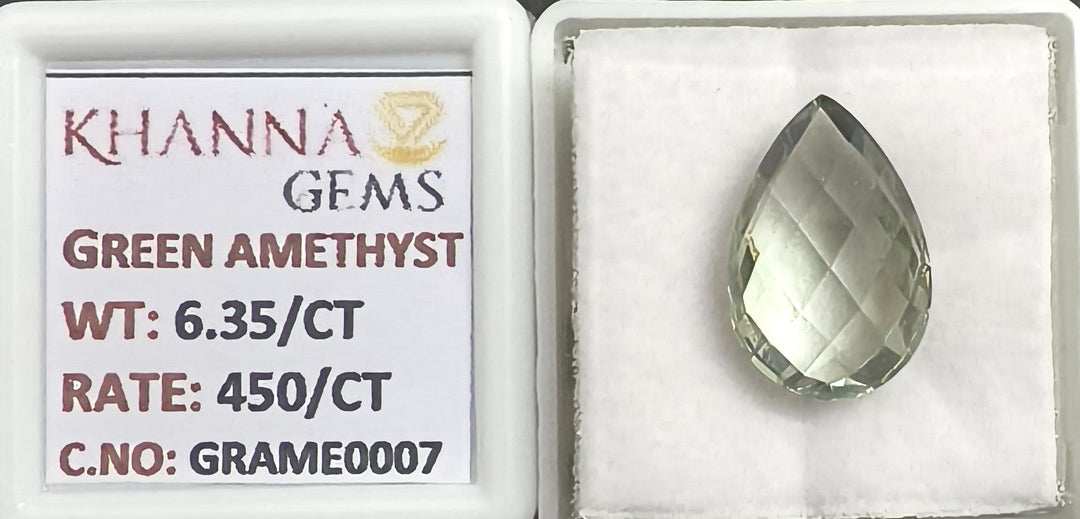 KHANNA
GEMS
GREEN AMETHYST
WT: 6.35/CT
RATE: 450/CT
C.NO: GRAME0007